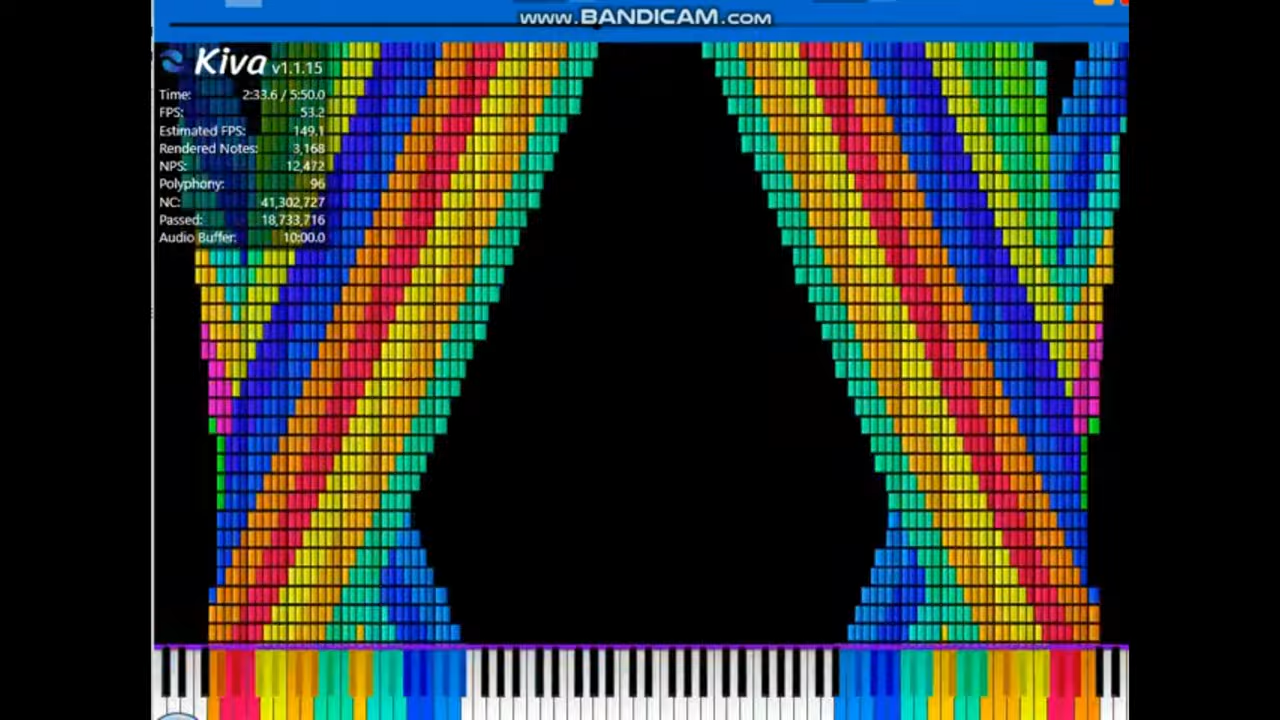 www.BANDICAM.com
Kiva v1.1.15
Time: 2:33.6 / 5:50.0
FPS: 53.2
Estimated FPS: 149.1
Rendered Notes: 3,168
NPS: 12,472
Polyphony: 96
NC: 41,302,727
Passed: 18,733,716
Audio Buffer: 10:00.0